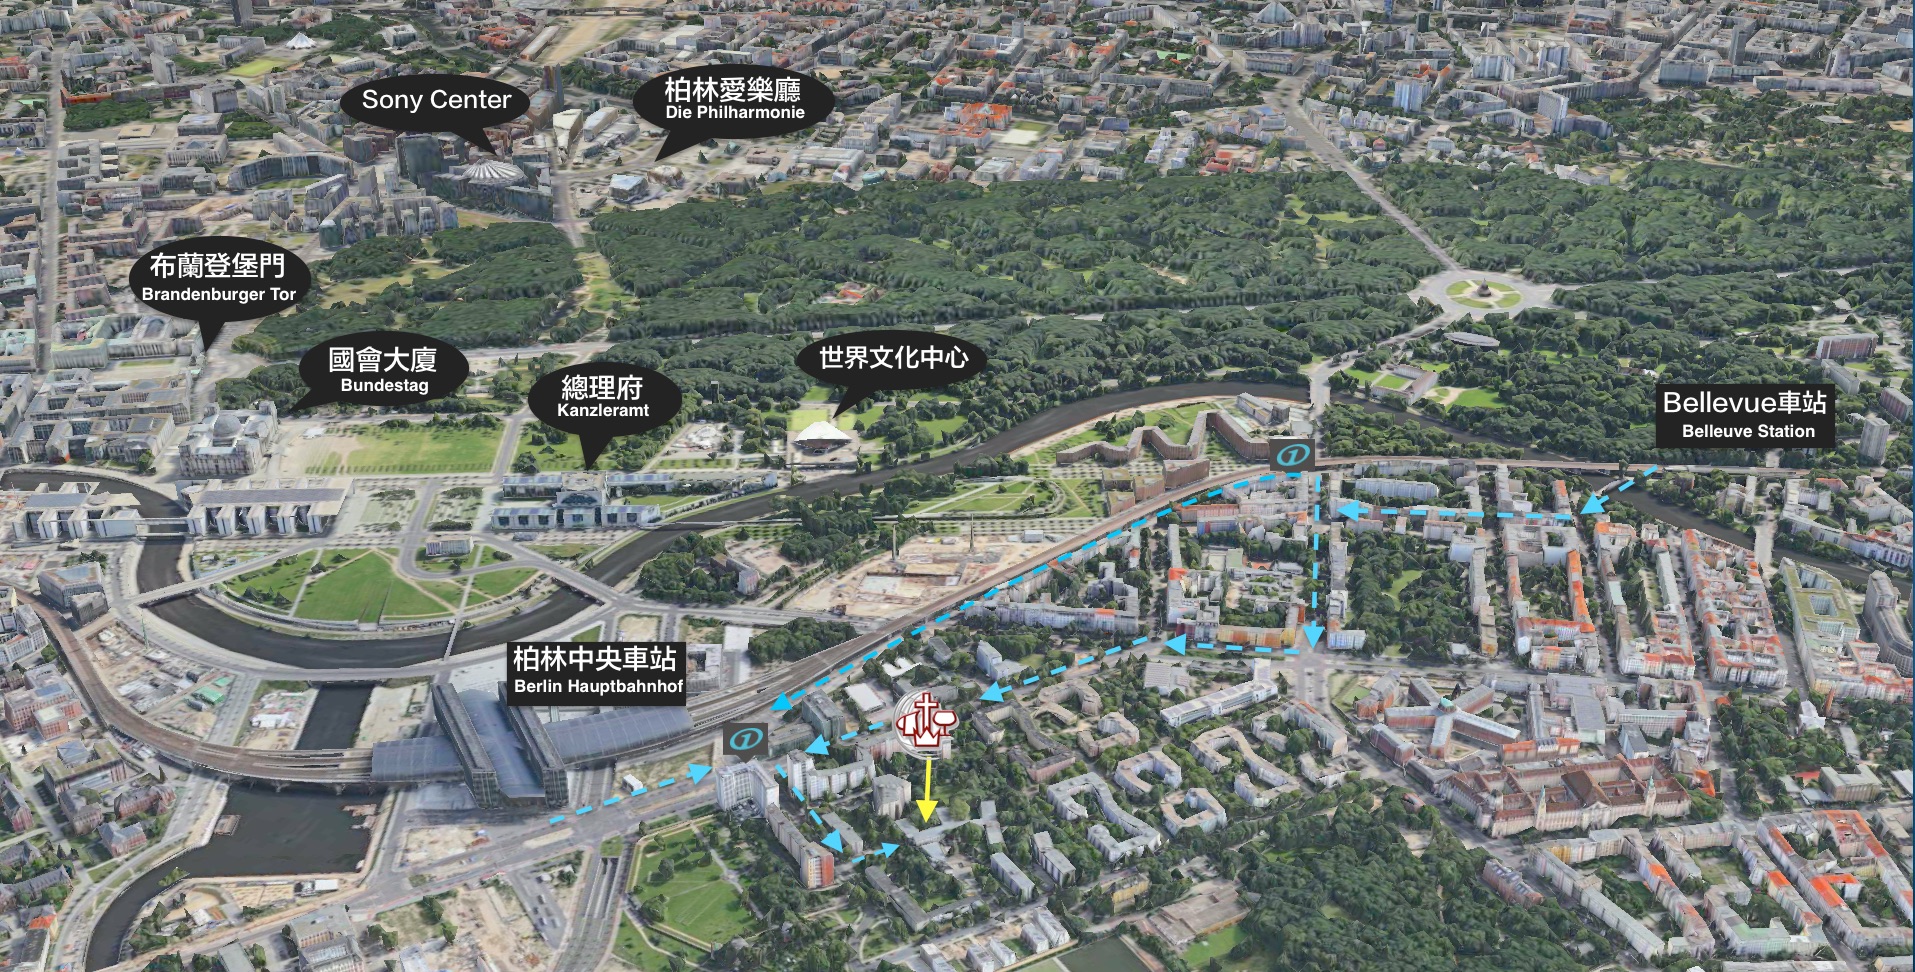 Sony Center
柏林愛樂廳
Die Philharmonie
布蘭登堡門
Brandenburger Tor
國會大廈
Bundestag
總理府
Kanzleramt
世界文化中心
Bellevue車站
Belleuve Station
柏林中央車站
Berlin Hauptbahnhof